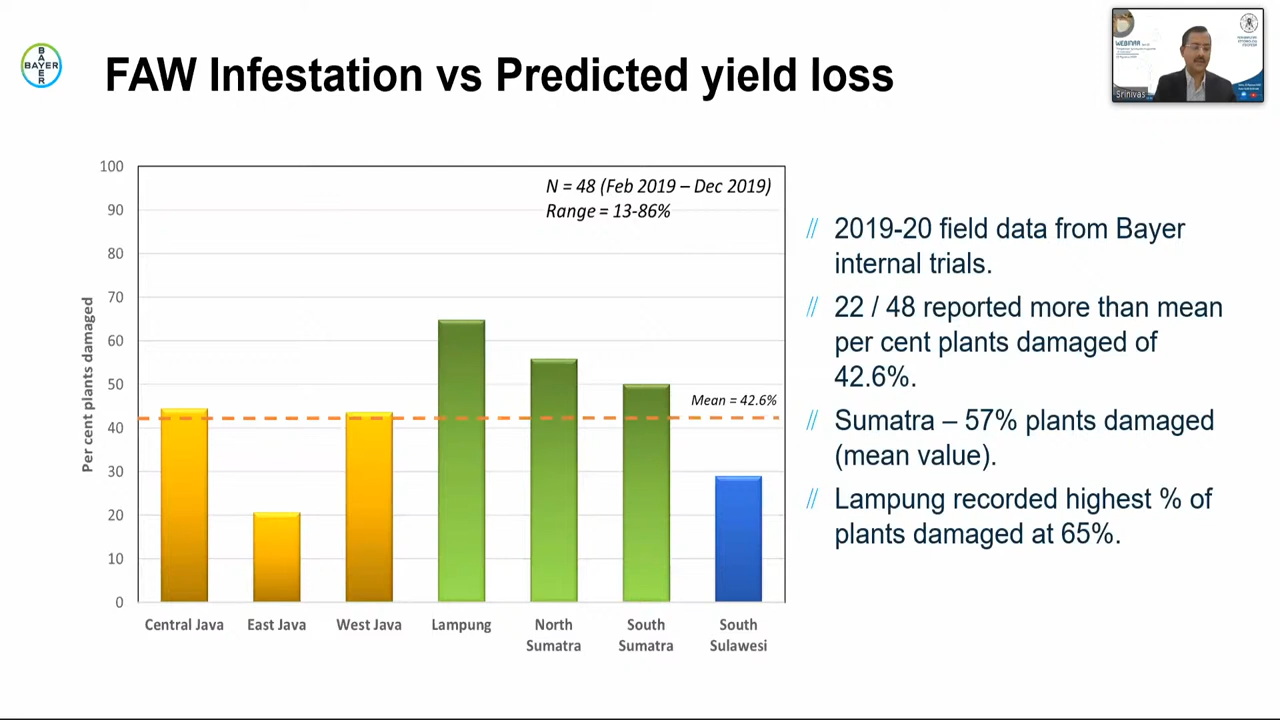 BAYER
BAYER
FAW Infestation vs Predicted yield loss
WEBINAR
Srinivas
100
90
80
70
60
50
40
30
20
10
0
Per cent plants damaged
N = 48 (Feb 2019 – Dec 2019)
Range = 13-86%
Mean = 42.6%
Central Java
East Java
West Java
Lampung
North
Sumatra
South
Sumatra
South
Sulawesi
// 2019-20 field data from Bayer
internal trials.
// 22 / 48 reported more than mean
per cent plants damaged of
42.6%.
// Sumatra – 57% plants damaged
(mean value).
// Lampung recorded highest % of
plants damaged at 65%.